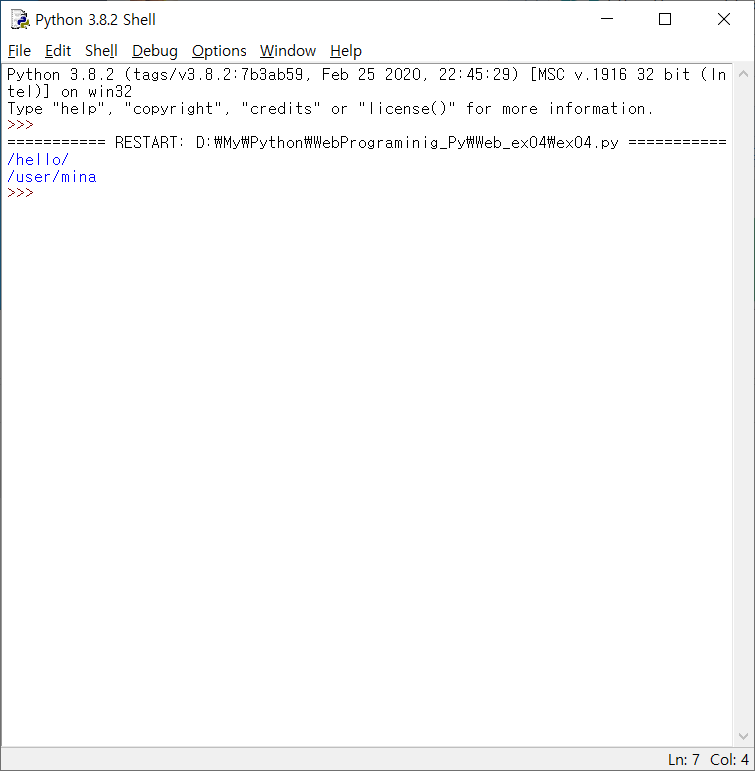 Python 3.8.2 Shell
File Edit Shell Debug Options Window Help
Python 3.8.2 (tags/v3.8.2:7b3ab59, Feb 25 2020, 22:45:29) [MSC v.1916 32 bit (In
tel)] on win32
Type "help", "copyright", "credits" or "license()" for more information.
>>>
=========== RESTART: D:₩My₩Python₩WebPrograminig_Py₩Web_ex04₩ex04.py ===========
/hello/
/user/mina
>>>
Ln: 7 Col: 4